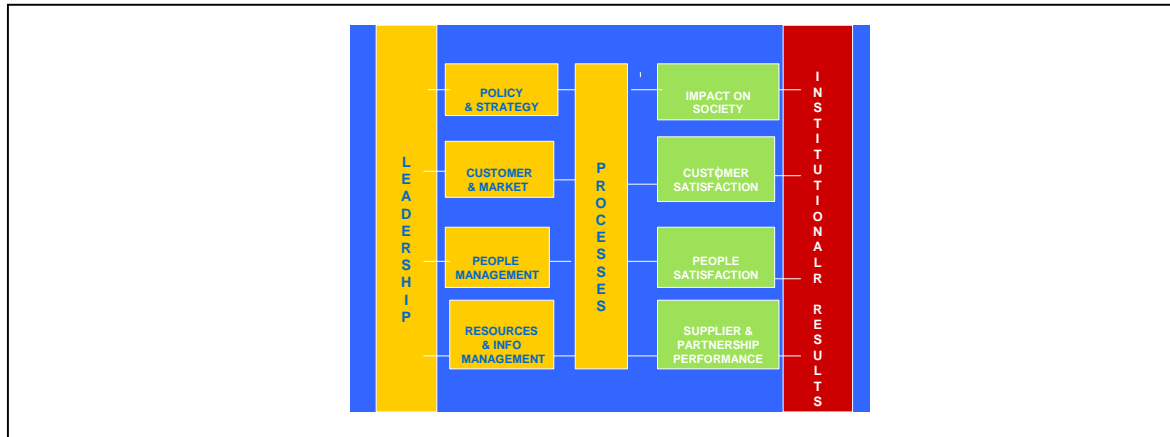 LEADERSHIP
POLICY
& STRATEGY
CUSTOMER
& MARKET
PEOPLE
MANAGEMENT
RESOURCES
& INFO
MANAGEMENT
PROCESSES
IMPACT ON
SOCIETY
CUSTOMER
SATISFACTION
PEOPLE
SATISFACTION
SUPPLIER &
PARTNERSHIP
PERFORMANCE
INSTITUTIONALR RESULTS